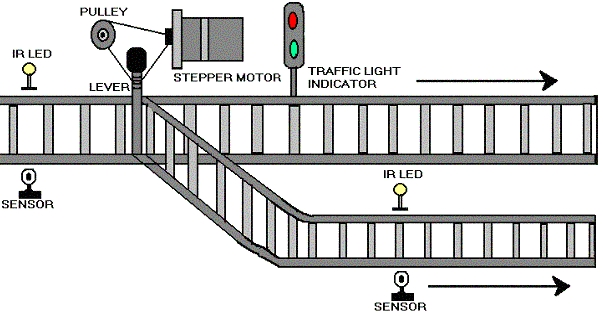 PULLEY
IR LED
LEVER
STEPPER MOTOR
TRAFFIC LIGHT
INDICATOR
SENSOR
IR LED
SENSOR